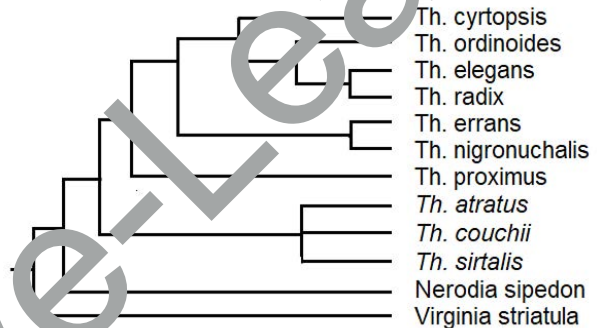 Th. cyrtopsis
Th. ordinoides
Th. elegans
Th. radix
Th. errans
Th. nigronuchalis
Th. proximus
Th. atratus
Th. couchii
Th. sirtalis
Nerodia sipedon
Virginia striatula
e-Lea